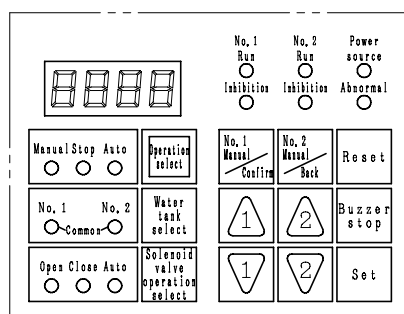 No. 1 No. 2 Power
Run Run source
Inhibition Inhibition Abnormal
8888
Manual Stop Auto
Operation
select
No. 1
Manual
Confirm
No. 2
Manual
Back
Reset
No. 1 No. 2
Common
Water
tank
select
1
2
Buzzer
stop
Open Close Auto
Solenoid
valve
operation
select
1
2
Set